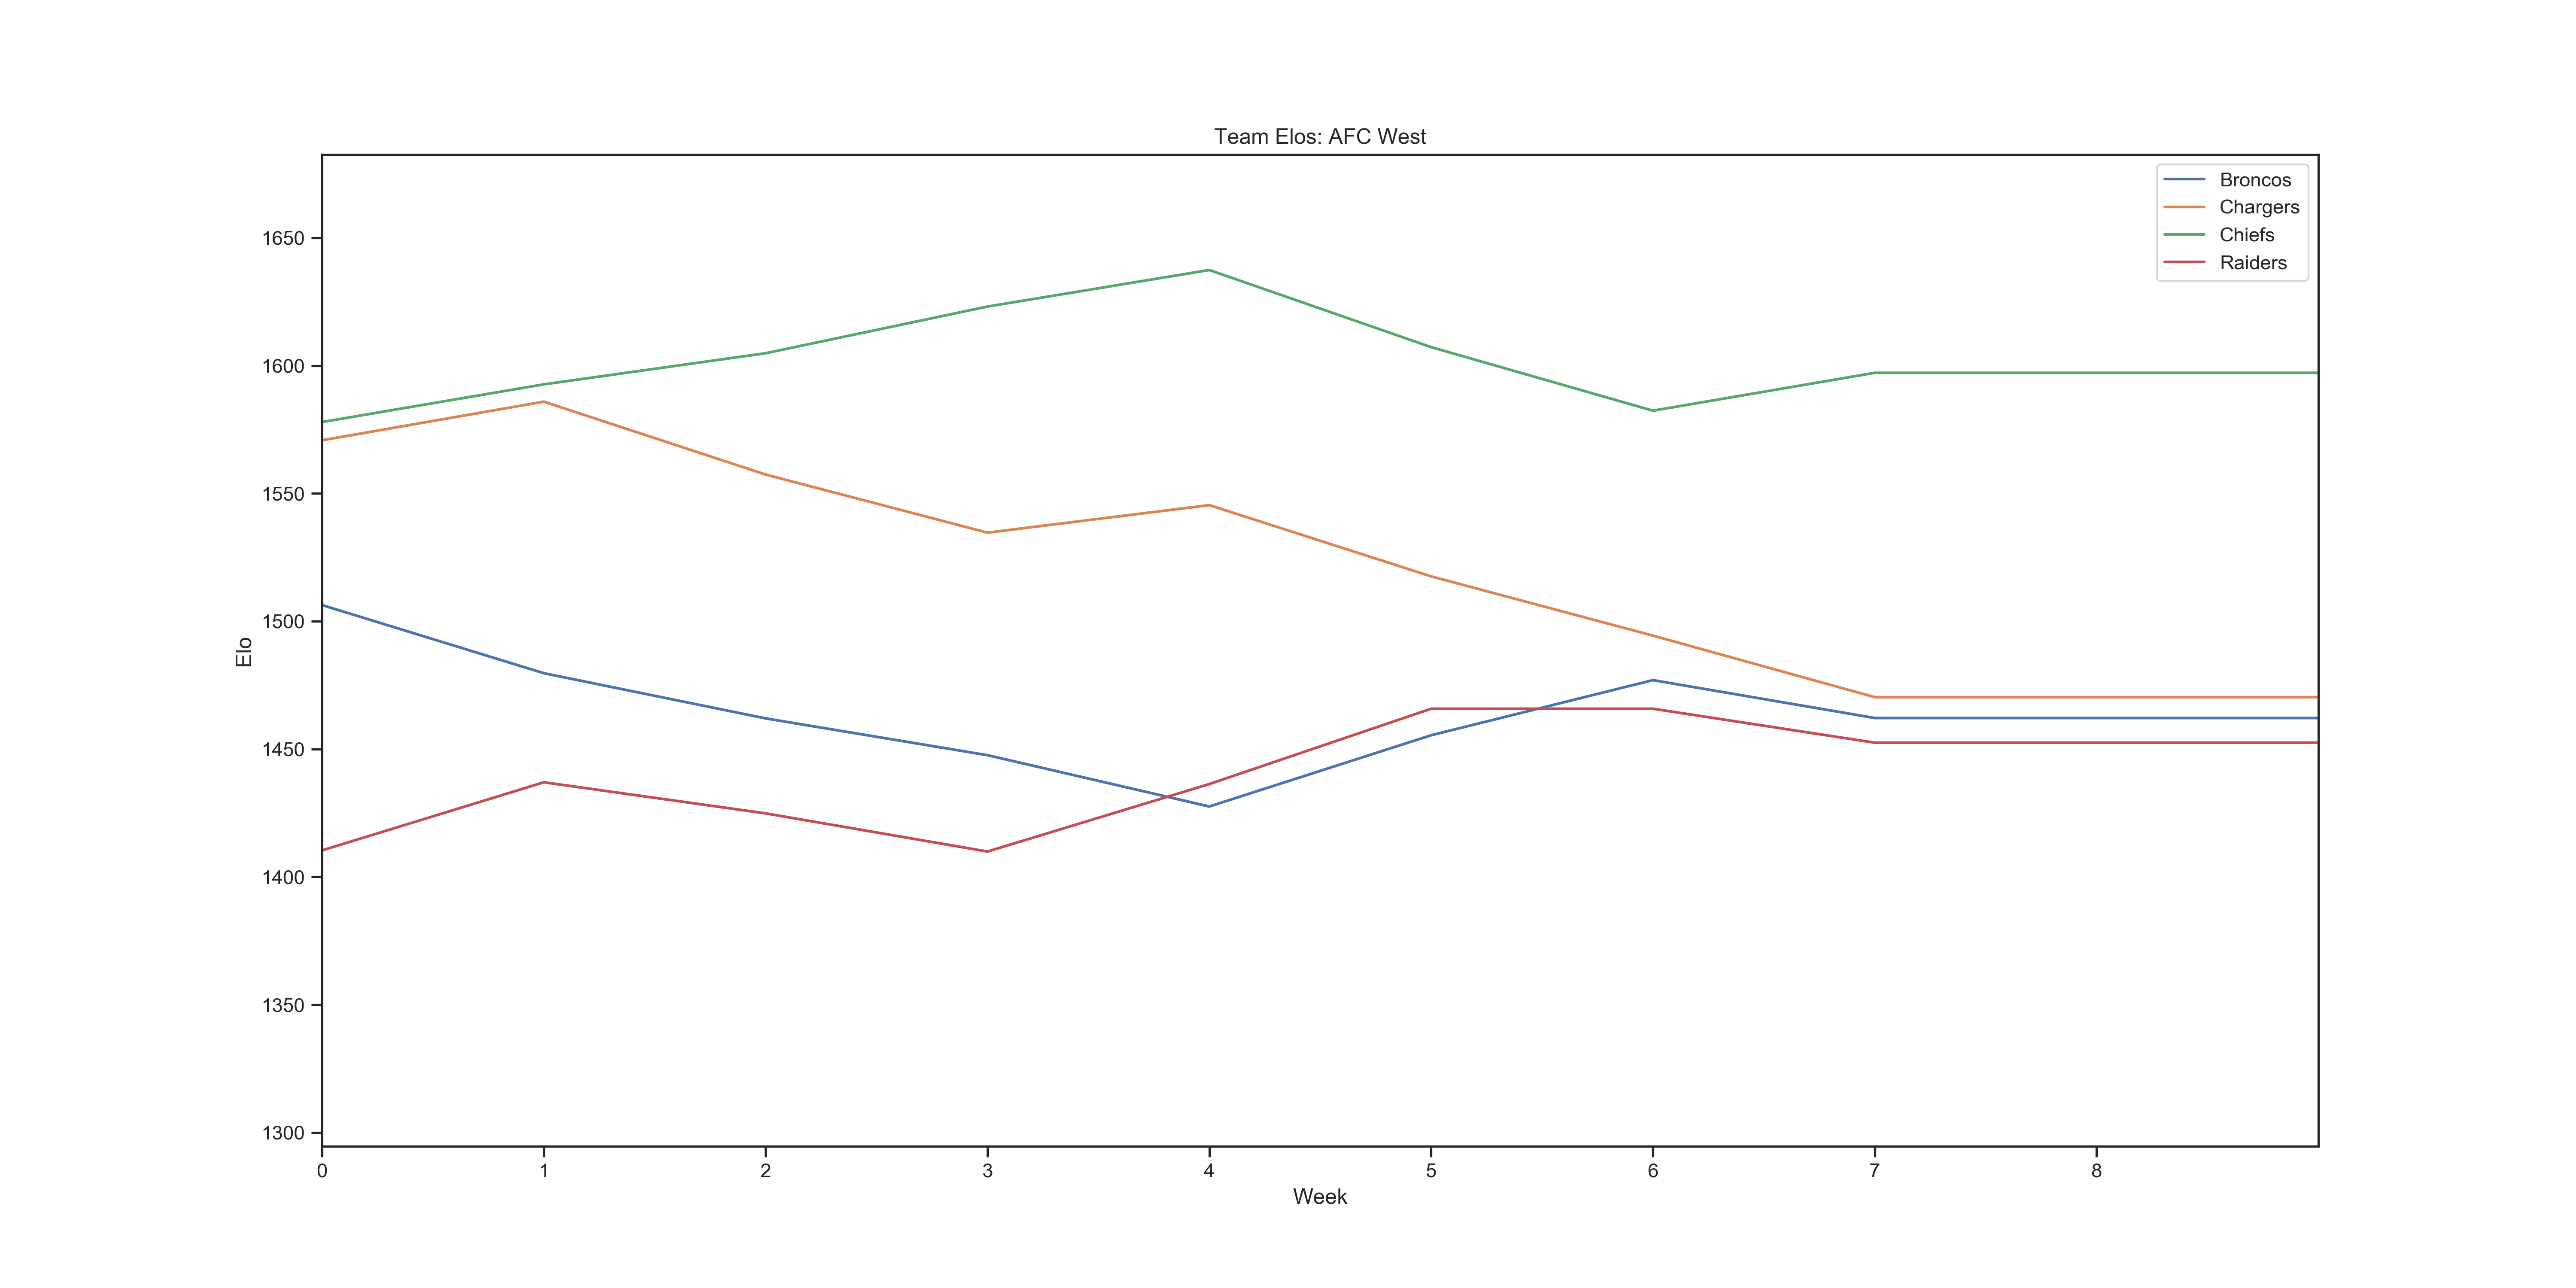 Team Elos: AFC West
Broncos
Chargers
Chiefs
Raiders
1650
1600
1550
1500
1450
1400
1350
1300
Elo
0 1 2 3 4 5 6 7 8
Week